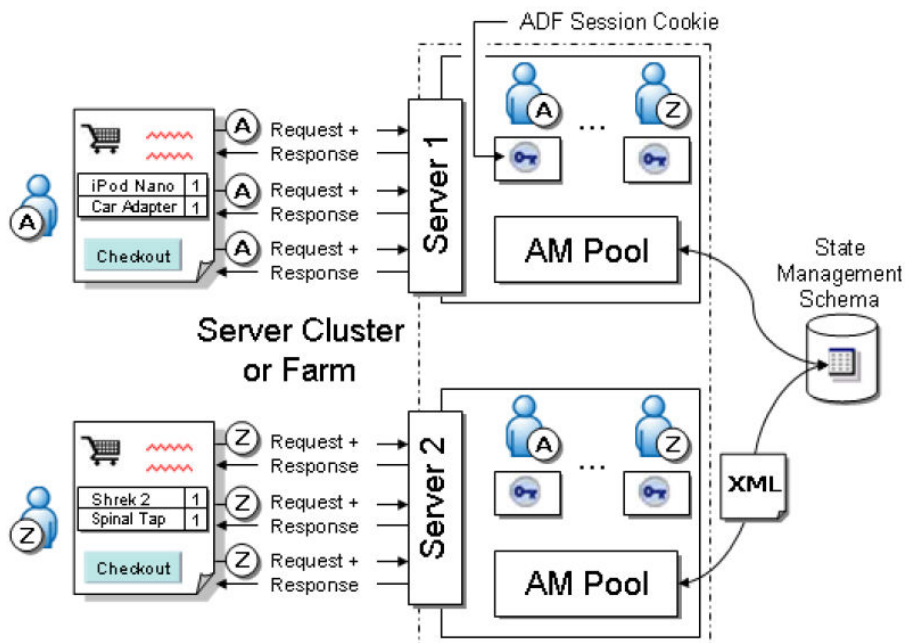 ADF Session Cookie
A
Z
...
A
Request +
Response
A
Request +
Response
A
Request +
Response
iPod Nano 1
Car Adapter 1
Checkout
A
Server 1
AM Pool
State
Management
Schema
Server Cluster
or Farm
Z
Request +
Response
Z
Request +
Response
Z
Request +
Response
Shrek 2 1
Spinal Tap 1
Checkout
Z
Server 2
A
Z
...
AM Pool
XML